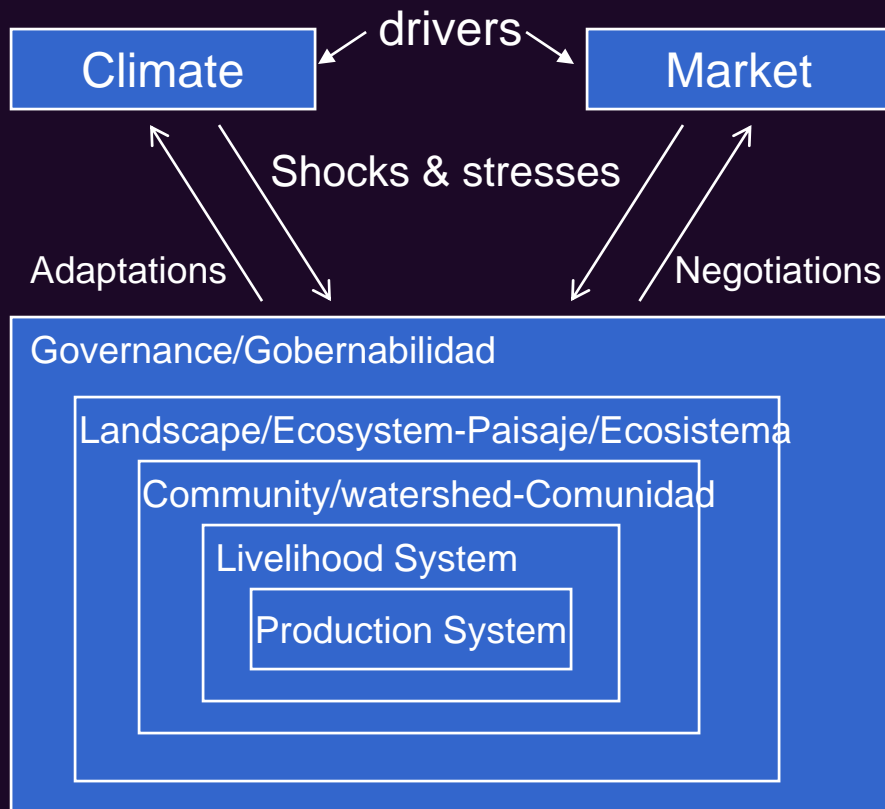 drivers
Climate
Market
Shocks & stresses
Adaptations
Negotiations
Governance/Gobernabilidad
Landscape/Ecosystem-Paisaje/Ecosistema
Community/watershed-Comunidad
Livelihood System
Production System